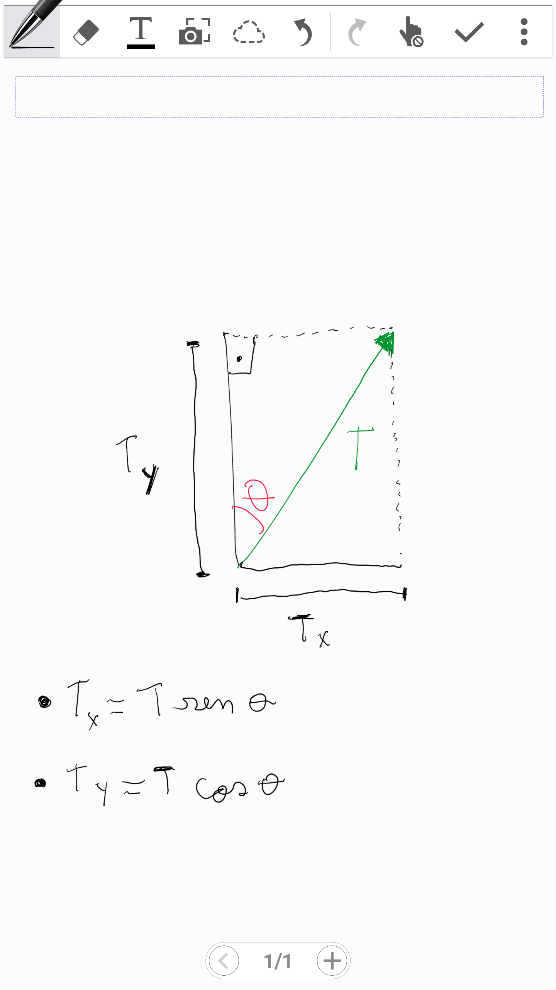 T
T
θ
Ty
Tx
• Tx = T sen θ
• Ty = T cos θ
1/1